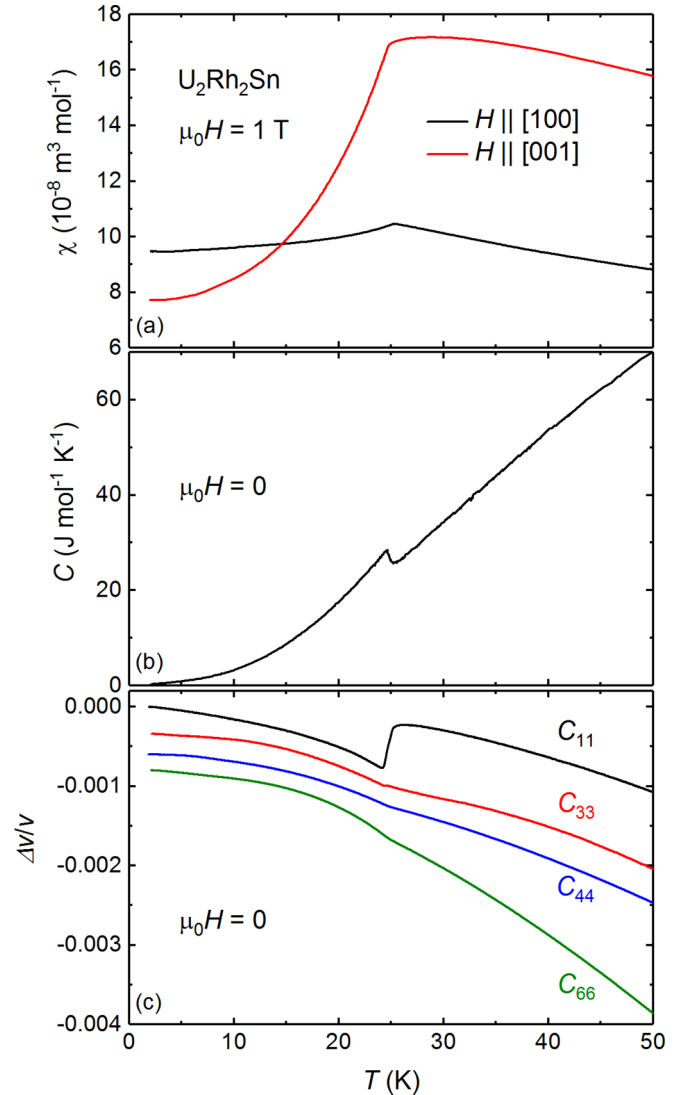 18
16
14
12
10
8
6
χ (10⁻⁸ m³ mol⁻¹)
U₂Rh₂Sn
μ₀H = 1 T
H || [100]
H || [001]
(a)
60
40
20
0
C (J mol⁻¹ K⁻¹)
μ₀H = 0
(b)
0.000
-0.001
-0.002
-0.003
-0.004
Δv/v
C₁₁
C₃₃
C₄₄
C₆₆
μ₀H = 0
(c)
0 10 20 30 40 50
T (K)